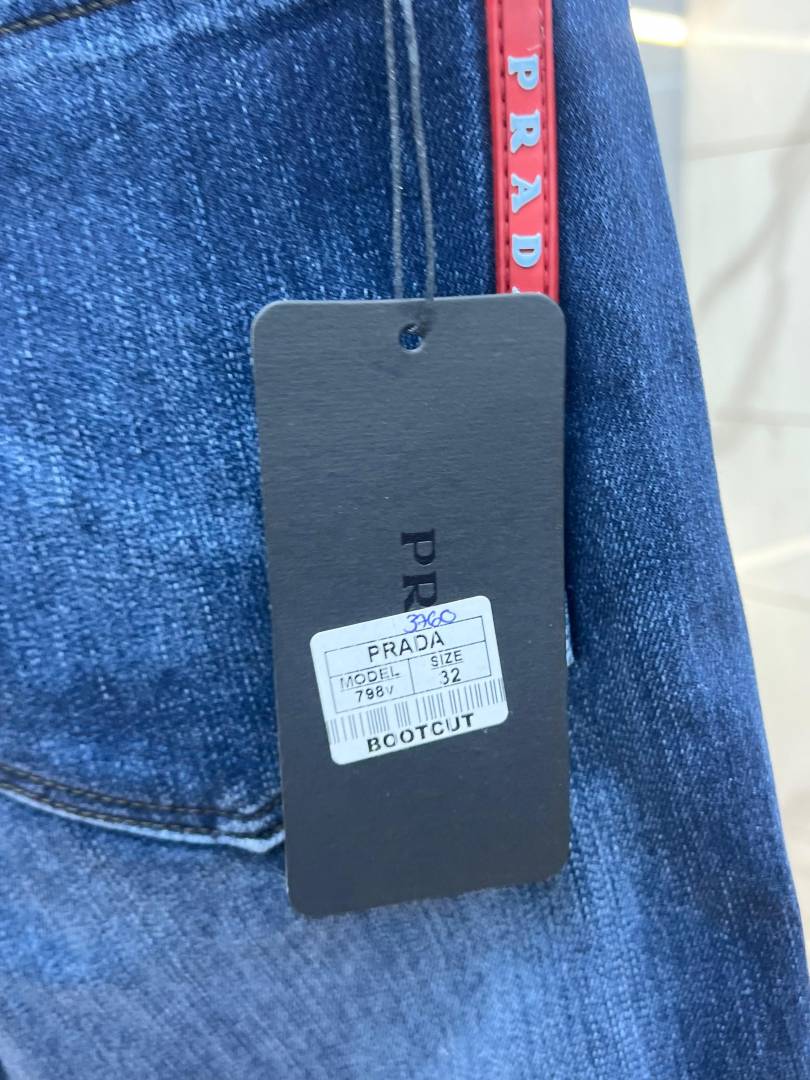 PRADA
PR
3760
PRADA
MODEL SIZE
798v 32
BOOTCUT